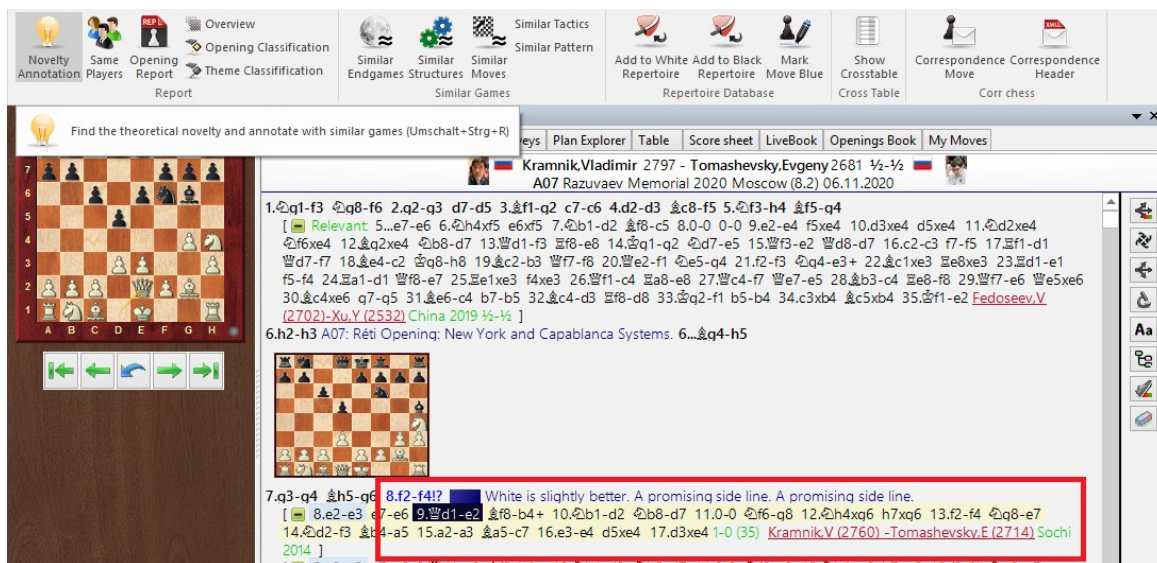 REPL
XML
Overview
Opening Classification
Theme Classifification
Similar Tactics
Similar Pattern
Novelty Same Opening Similar Similar Similar Add to White Add to Black Mark Show Correspondence Correspondence
Annotation Players Report Endgames Structures Moves Repertoire Repertoire Move Blue Crosstable Move Header
Report Similar Games Repertoire Database Cross Table Corr chess
Find the theoretical novelty and annotate with similar games (Umschalt+Strg+R)
veys Plan Explorer Table Score sheet LiveBook Openings Book My Moves
Kramnik,Vladimir 2797 - Tomashevsky,Evgeny 2681 ½-½
A07 Razuvaev Memorial 2020 Moscow (8.2) 06.11.2020
1.♘g1-f3 ♘g8-f6 2.g2-g3 d7-d5 3.♗f1-g2 c7-c6 4.d2-d3 ♗c8-f5 5.♘f3-h4 ♗f5-g4
[ Relevant: 5...e7-e6 6.♘h4xf5 e6xf5 7.♘b1-d2 ♗f8-c5 8.0-0 0-0 9.e2-e4 f5xe4 10.d3xe4 d5xe4 11.♘d2xe4
♘f6xe4 12.♗g2xe4 ♘b8-d7 13.♕d1-f3 ♖f8-e8 14.♔g1-g2 ♘d7-e5 15.♕f3-e2 ♕d8-d7 16.c2-c3 f7-f5 17.♖f1-d1
♕d7-f7 18.♗e4-c2 ♔g8-h8 19.♗c2-b3 ♕f7-f8 20.♕e2-f1 ♘e5-g4 21.f2-f3 ♘g4-e3+ 22.♗c1xe3 ♖e8xe3 23.♖d1-e1
f5-f4 24.♖a1-d1 ♕f8-e7 25.♖e1xe3 f4xe3 26.♕f1-c4 ♖a8-e8 27.♕c4-f7 ♕e7-e5 28.♗b3-c4 ♖e8-f8 29.♕f7-e6 ♕e5xe6
30.♗c4xe6 g7-g5 31.♗e6-c4 b7-b5 32.♗c4-d3 ♖f8-d8 33.♔g2-f1 b5-b4 34.c3xb4 ♗c5xb4 35.♔f1-e2 Fedoseev,V
(2702)-Xu,Y (2532) China 2019 ½-½ ]
6.h2-h3 A07: Réti Opening: New York and Capablanca Systems. 6...♗g4-h5
7
6
5
4
3
2
1
A B C D E F G H
Aa
7.g3-g4 ♗h5-g6 8.f2-f4!? White is slightly better. A promising side line. A promising side line.
[ 8.e2-e3 e7-e6 9.♕d1-e2 ♗f8-b4+ 10.♘b1-d2 ♘b8-d7 11.0-0 ♘f6-g8 12.♘h4xg6 h7xg6 13.f2-f4 ♘g8-e7
14.♘d2-f3 ♗b4-a5 15.a2-a3 ♗a5-c7 16.e3-e4 d5xe4 17.d3xe4 1-0 (35) Kramnik,V (2760) -Tomashevsky,E (2714) Sochi
2014 ]